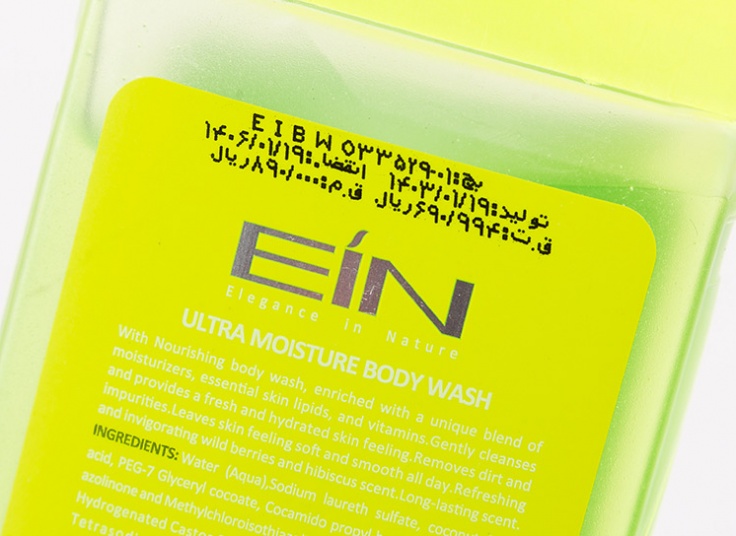 بچ: E I B W ۰۳۳۵۲۹۰۱
تولید:۱۴۰۳/۰۱/۱۹ انقضا.:۱۴۰۶/۰۱/۱۹
ق.ت:۶۹۰/۹۹۴ریال ق.م:۸۹۰/۰۰۰ریال
EíN
Elegance in Nature
ULTRA MOISTURE BODY WASH
With Nourishing body wash, enriched with a unique blend of
moisturizers, essential skin lipids, and vitamins.Gently cleanses
and provides a fresh and hydrated skin feeling.Removes dirt and
impurities.Leaves skin feeling soft and smooth all day.Refreshing
and invigorating wild berries and hibiscus scent.Long-lasting scent.
INGREDIENTS: Water (Aqua),Sodium laureth sulfate,
acid, PEG-7 Glyceryl cocoate, Cocamido propyl
azolinone and
Hydrogenated